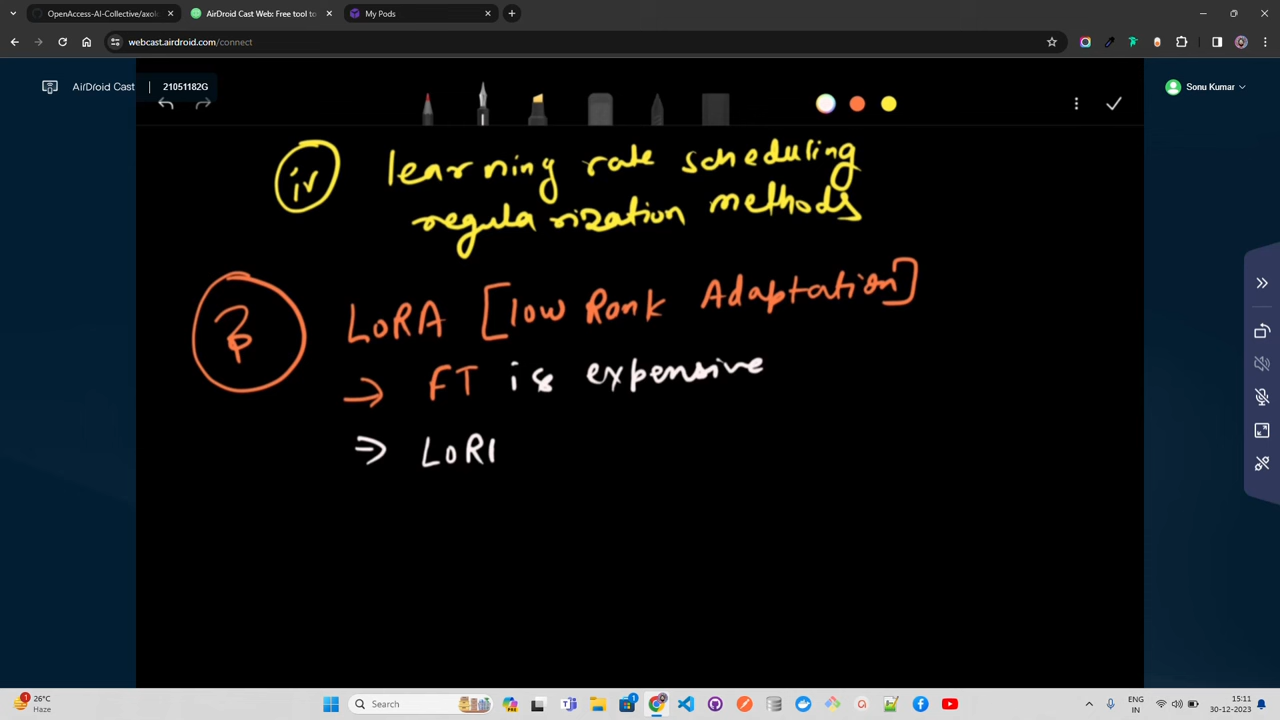 OpenAccess-AI-Collective/axolo
AirDroid Cast Web: Free tool to
My Pods
webcast.airdroid.com/connect
AirDroid Cast
21051182G
Sonu Kumar
iv learning rate scheduling
regularization methods
LoRA [low Rank Adaptation]
→ FT is expensive
⇒ LoRI
26°C
Haze
Search
ENG
IN
15:11
30-12-2023